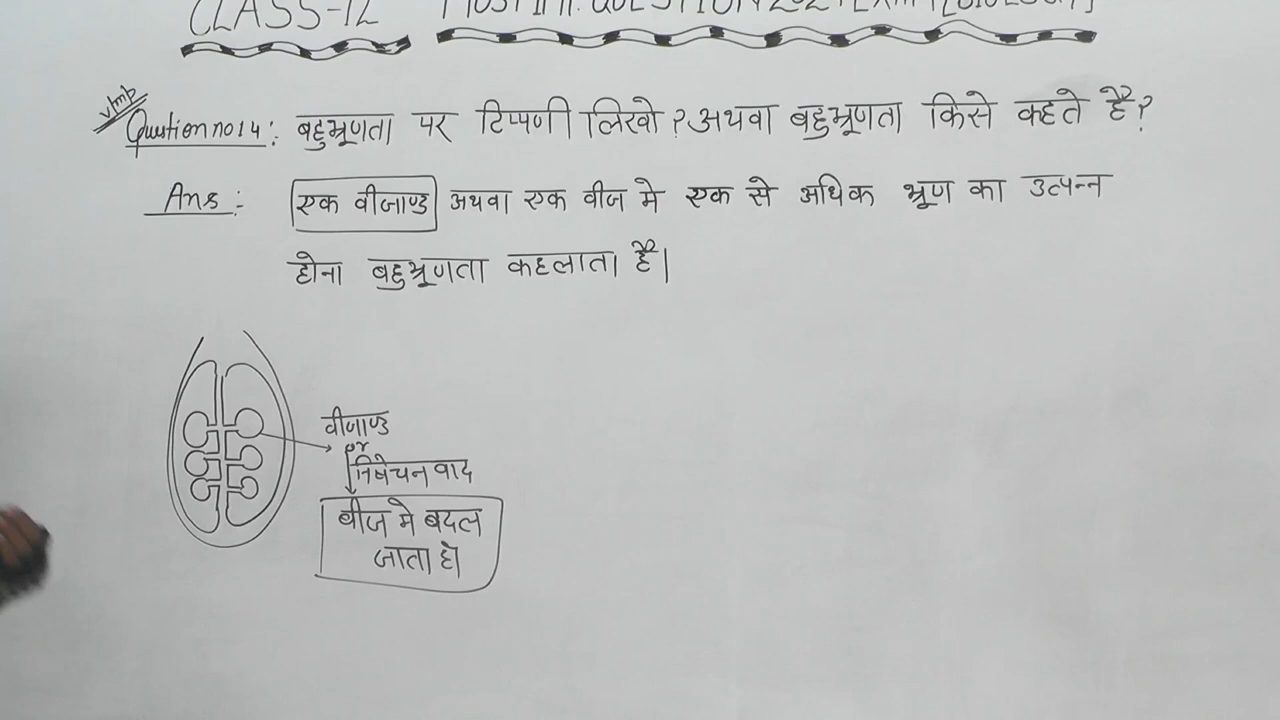 CLASS-12
vImp
Question no 14: बहुभ्रूणता पर टिप्पणी लिखो? अथवा बहुभ्रूणता किसे कहते है?
Ans: एक वीजाण्ड अथवा एक वीज मे एक से अधिक भ्रूण का उत्पन्न
होना बहुभ्रूणता कहलाता है।
वीजाण्ड
or
निषेचन वाद
बीज मे बदल
जाता है।